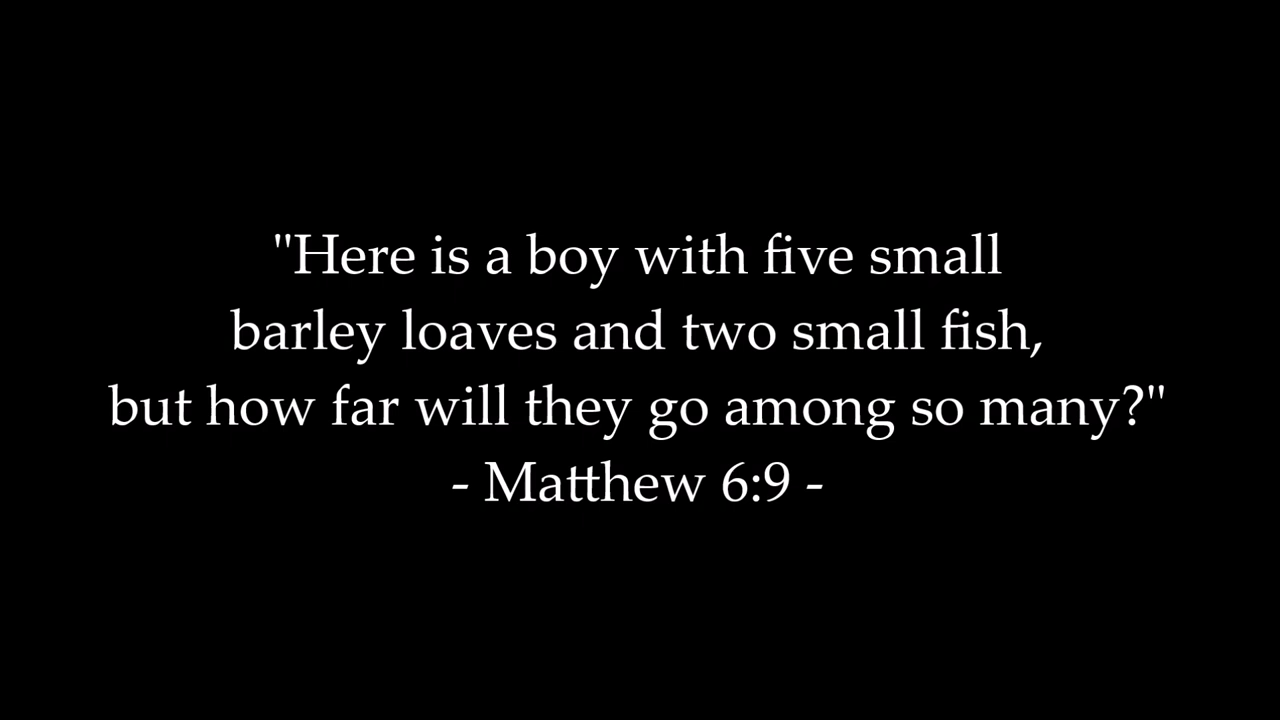 "Here is a boy with five small
barley loaves and two small fish,
but how far will they go among so many?"
- Matthew 6:9 -